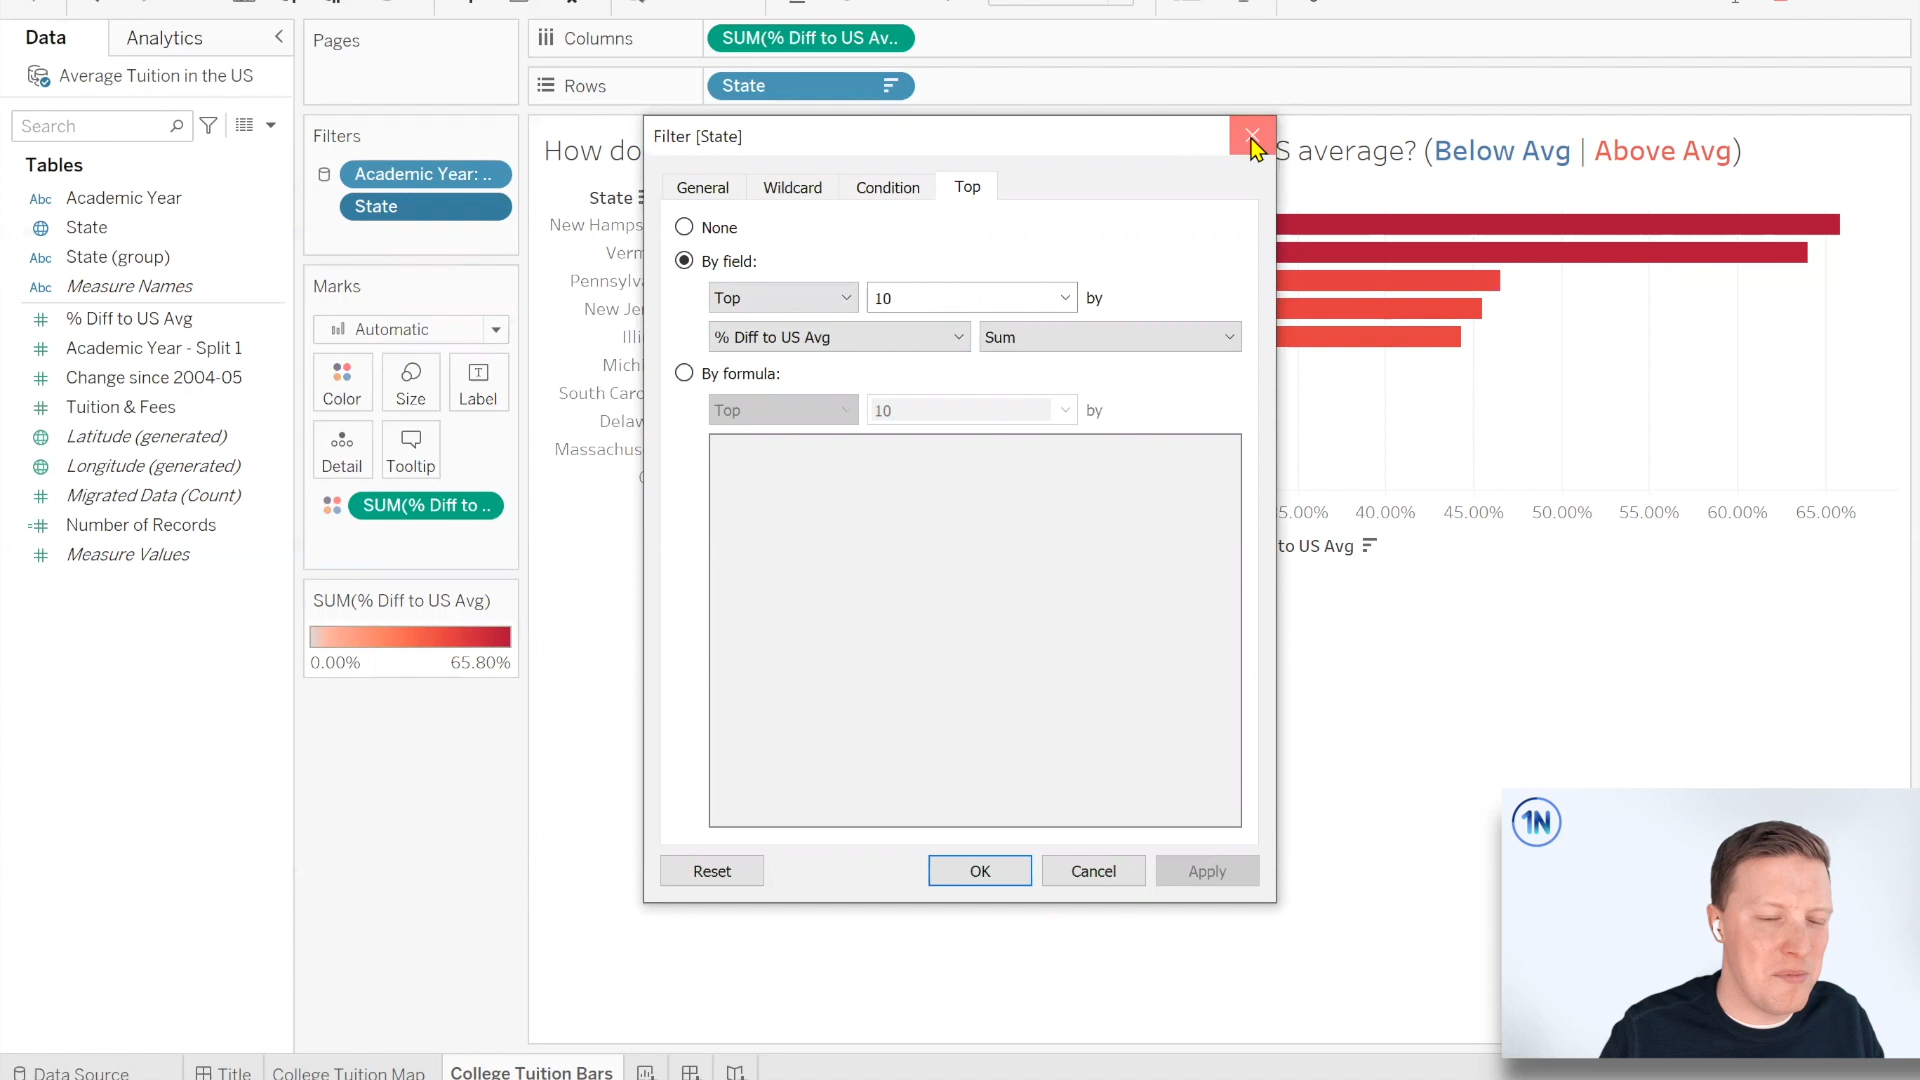 Data
Analytics
Average Tuition in the US
Search
Tables
Abc Academic Year
State
Abc State (group)
Abc Measure Names
% Diff to US Avg
Academic Year - Split 1
Change since 2004-05
Tuition & Fees
Latitude (generated)
Longitude (generated)
Migrated Data (Count)
Number of Records
Measure Values
Pages
Filters
Academic Year: ..
State
Marks
Automatic
Color
Size
Label
Detail
Tooltip
SUM(% Diff to ..
SUM(% Diff to US Avg)
0.00%
65.80%
Columns
SUM(% Diff to US Av..
Rows
State
How do
S average? (Below Avg | Above Avg)
State
New Hamps
Verm
Pennsylva
New Jer
Illi
Mich
South Caro
Delaw
Massachus
Filter [State]
General
Wildcard
Condition
Top
None
By field:
Top
10
by
% Diff to US Avg
Sum
By formula:
Top
10
by
Reset
OK
Cancel
Apply
5.00%
40.00%
45.00%
50.00%
55.00%
60.00%
65.00%
to US Avg
1N
Data Source
Title
College Tuition Map
College Tuition Bars